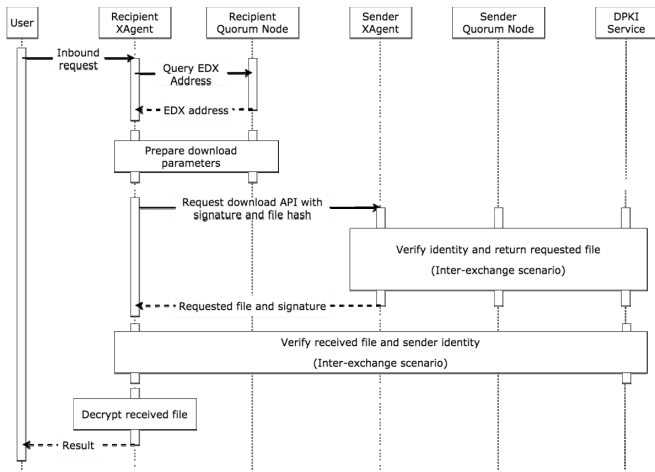 User
Recipient
XAgent
Recipient
Quorum Node
Sender
XAgent
Sender
Quorum Node
DPKI
Service
Inbound
request
Query EDX
Address
EDX address
Prepare download
parameters
Request download API with
signature and file hash
Verify identity and return requested file
(Inter-exchange scenario)
Requested file and signature
Verify received file and sender identity
(Inter-exchange scenario)
Decrypt received file
Result